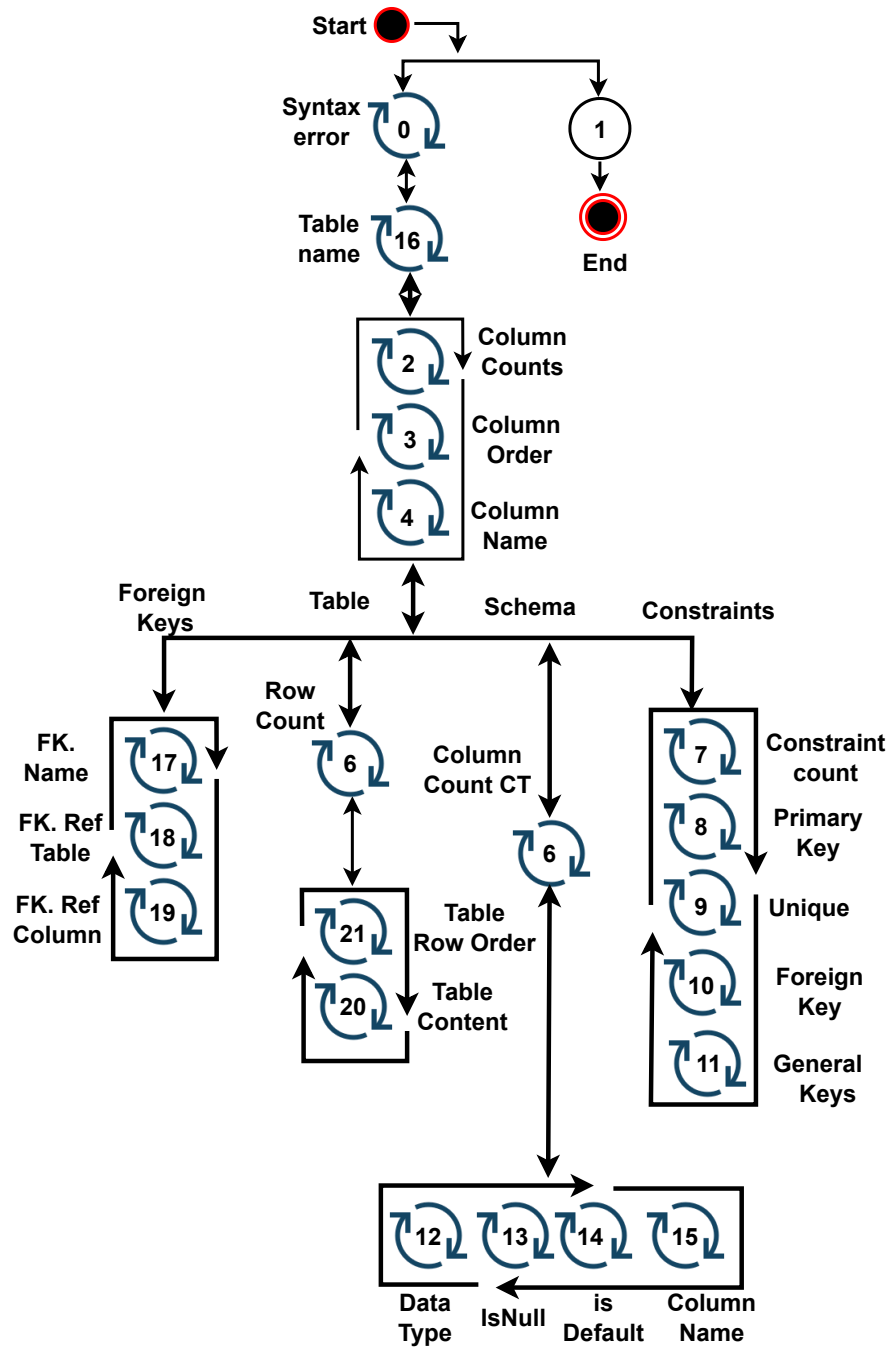 Start
Syntax
error
0
1
Table
name
16
End
Column
Counts
2
Column
Order
3
Column
Name
4
Foreign
Keys
Table
Schema
Constraints
FK.
Name
17
FK. Ref
Table
18
FK. Ref
Column
19
Row
Count
6
Table
Row Order
21
Table
Content
20
Column
Count CT
6
Constraint
count
7
Primary
Key
8
Unique
9
Foreign
Key
10
General
Keys
11
12
13
14
15
Data
Type
IsNull
is
Default
Column
Name